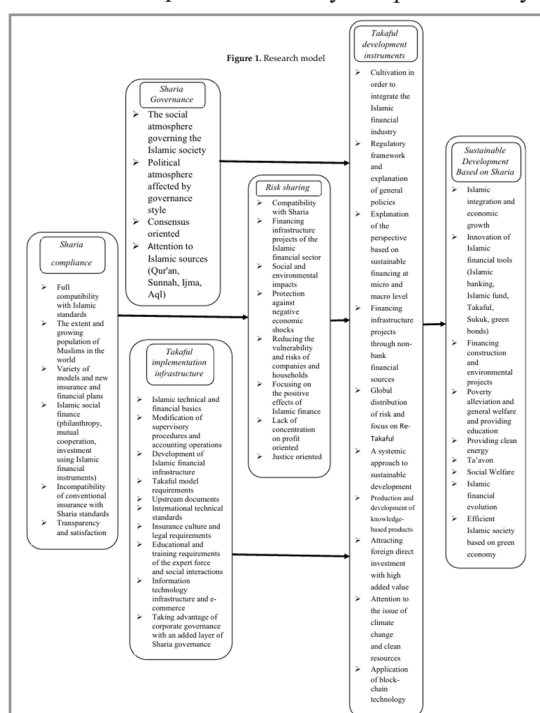 Figure 1. Research model
Sharia
Governance
➢ The social
atmosphere
governing the
Islamic society
➢ Political
atmosphere
affected by
governance
style
➢ Consensus
oriented
➢ Attention to
Islamic sources
(Qur'an,
Sunnah, Ijma,
Aql)
Sharia
compliance
➢ Full
compatibility
with Islamic
standards
➢ The extent and
growing
population of
Muslims in the
world
➢ Variety of
models and new
insurance and
financial plans
➢ Islamic social
finance
(philanthropy,
mutual
cooperation,
investment
using Islamic
financial
instruments)
➢ Incompatibility
of conventional
insurance with
Sharia standards
➢ Transparency
and satisfaction
Takaful
implementation
infrastructure
➢ Islamic technical and
financial basics
➢ Modification of
supervisory
procedures and
accounting operations
➢ Development of
Islamic financial
infrastructure
➢ Takaful model
requirements
➢ Upstream documents
➢ International technical
standards
➢ Insurance culture and
legal requirements
➢ Educational and
training requirements
of the expert force
and social interactions
➢ Information
technology
infrastructure and e-
commerce
➢ Taking advantage of
corporate governance
with an added layer of
Sharia governance
Risk sharing
➢ Compatibility
with Sharia
➢ Financing
infrastructure
projects of the
Islamic
financial sector
➢ Social and
environmental
impacts
➢ Protection
against
negative
economic
shocks
➢ Reducing the
vulnerability
and risks of
companies and
households
➢ Focusing on
the positive
effects of
Islamic finance
➢ Lack of
concentration
on profit
oriented
➢ Justice oriented
Takaful
development
instruments
➢ Cultivation in
order to
integrate the
Islamic
financial
industry
➢ Regulatory
framework
and
explanation
of general
policies
➢ Explanation
of the
perspective
based on
sustainable
financing at
micro and
macro level
➢ Financing
infrastructure
projects
through non-
bank
financial
sources
➢ Global
distribution
of risk and
focus on Re-
Takaful
➢ A systemic
approach to
sustainable
development
➢ Production and
development of
knowledge-
based products
➢ Attracting
foreign direct
investment
with high
added value
➢ Attention to
the issue of
climate
change
and clean
resources
➢ Application
of block-
chain
technology
Sustainable
Development
Based on Sharia
➢ Islamic
integration and
economic
growth
➢ Innovation of
Islamic
financial tools
(Islamic
banking,
Islamic fund,
Takaful,
Sukuk, green
bonds)
➢ Financing
construction
and
environmental
projects
➢ Poverty
alleviation and
general welfare
and providing
education
➢ Providing clean
energy
➢ Ta'avon
➢ Social Welfare
➢ Islamic
financial
evolution
➢ Efficient
Islamic society
based on green
economy